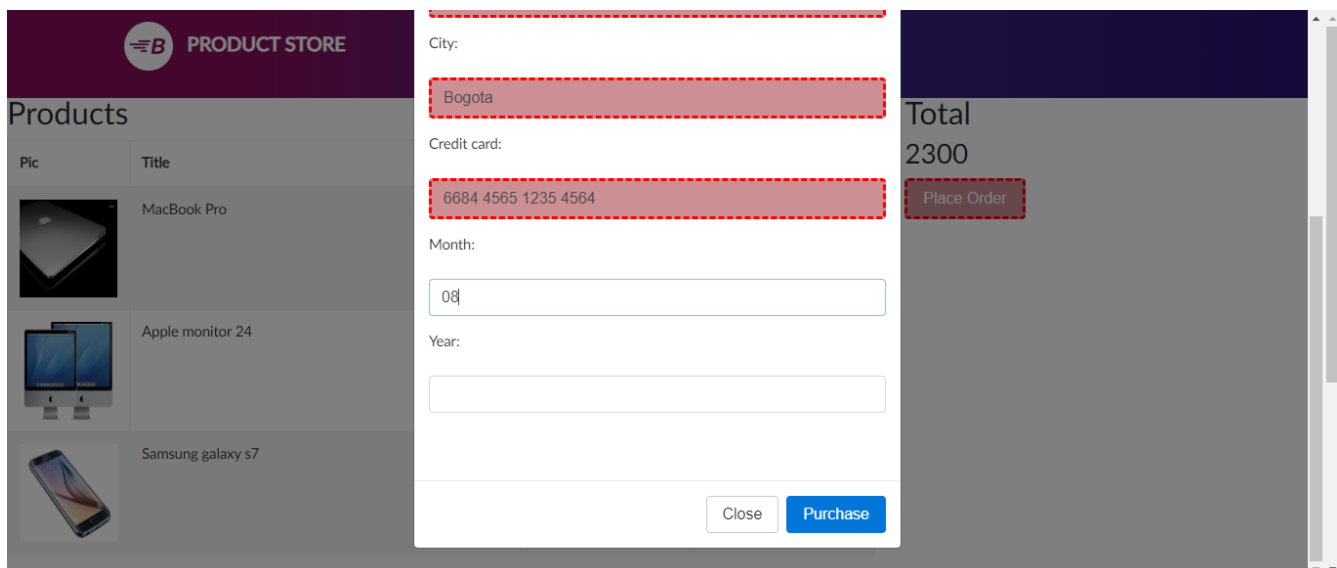 PRODUCT STORE
Products
Pic
Title
MacBook Pro
Apple monitor 24
Samsung galaxy s7
City:
Bogota
Credit card:
6684 4565 1235 4564
Month:
08
Year:
Close
Purchase
Total
2300
Place Order